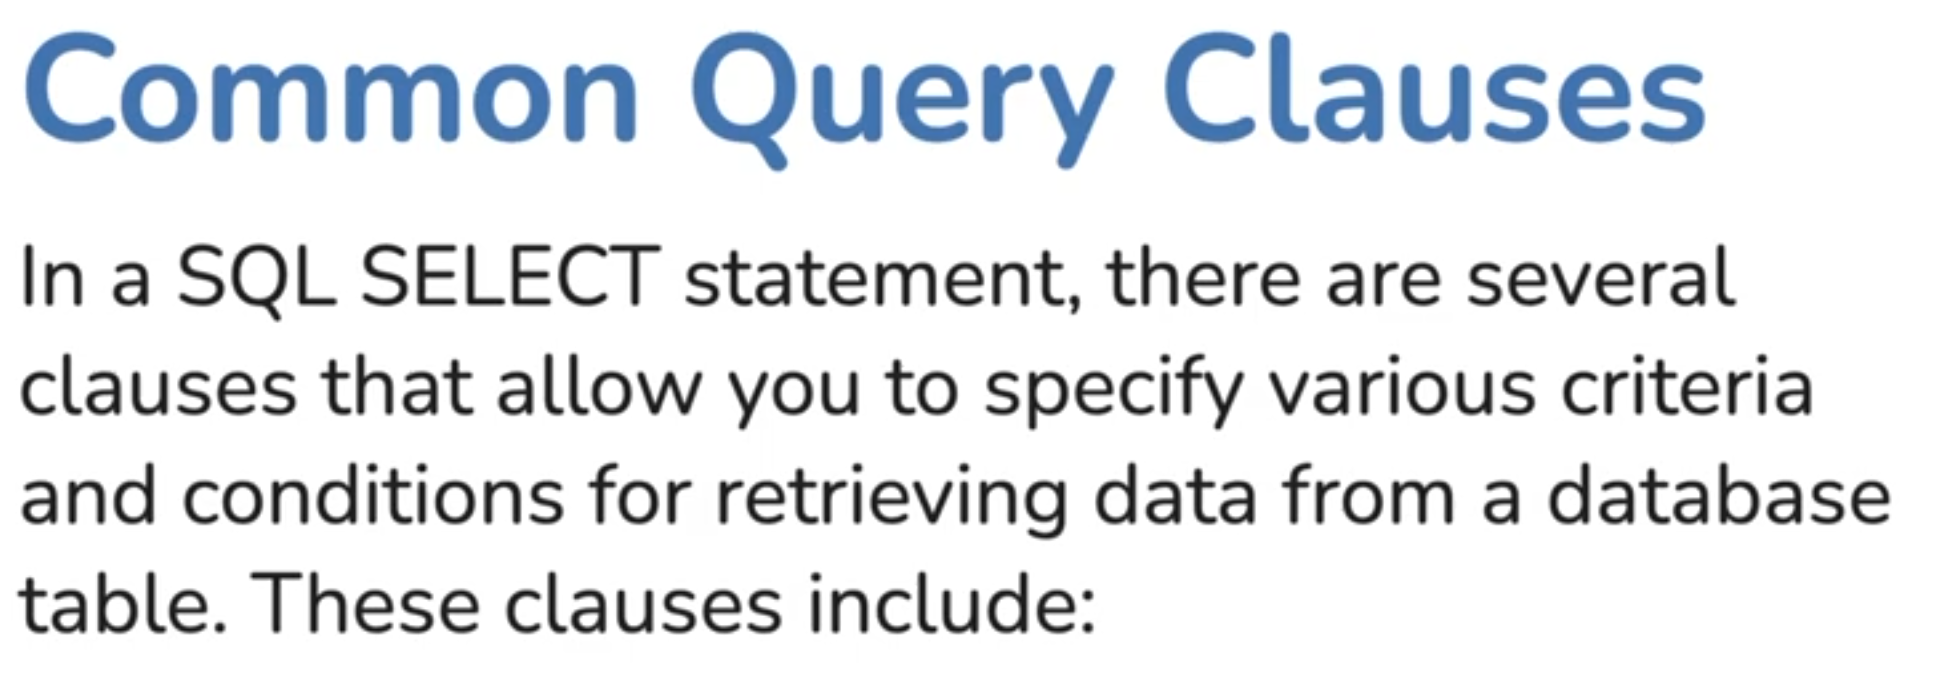 Common Query Clauses
In a SQL SELECT statement, there are several
clauses that allow you to specify various criteria
and conditions for retrieving data from a database
table. These clauses include: